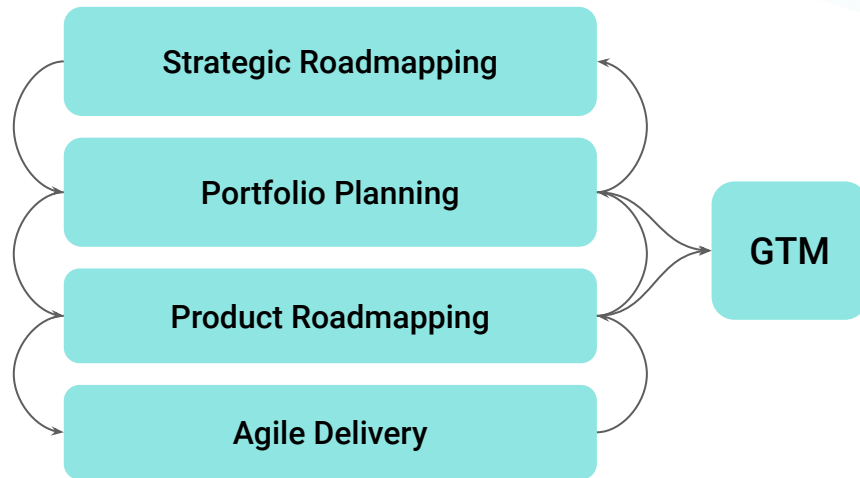 Strategic Roadmapping
Portfolio Planning
GTM
Product Roadmapping
Agile Delivery